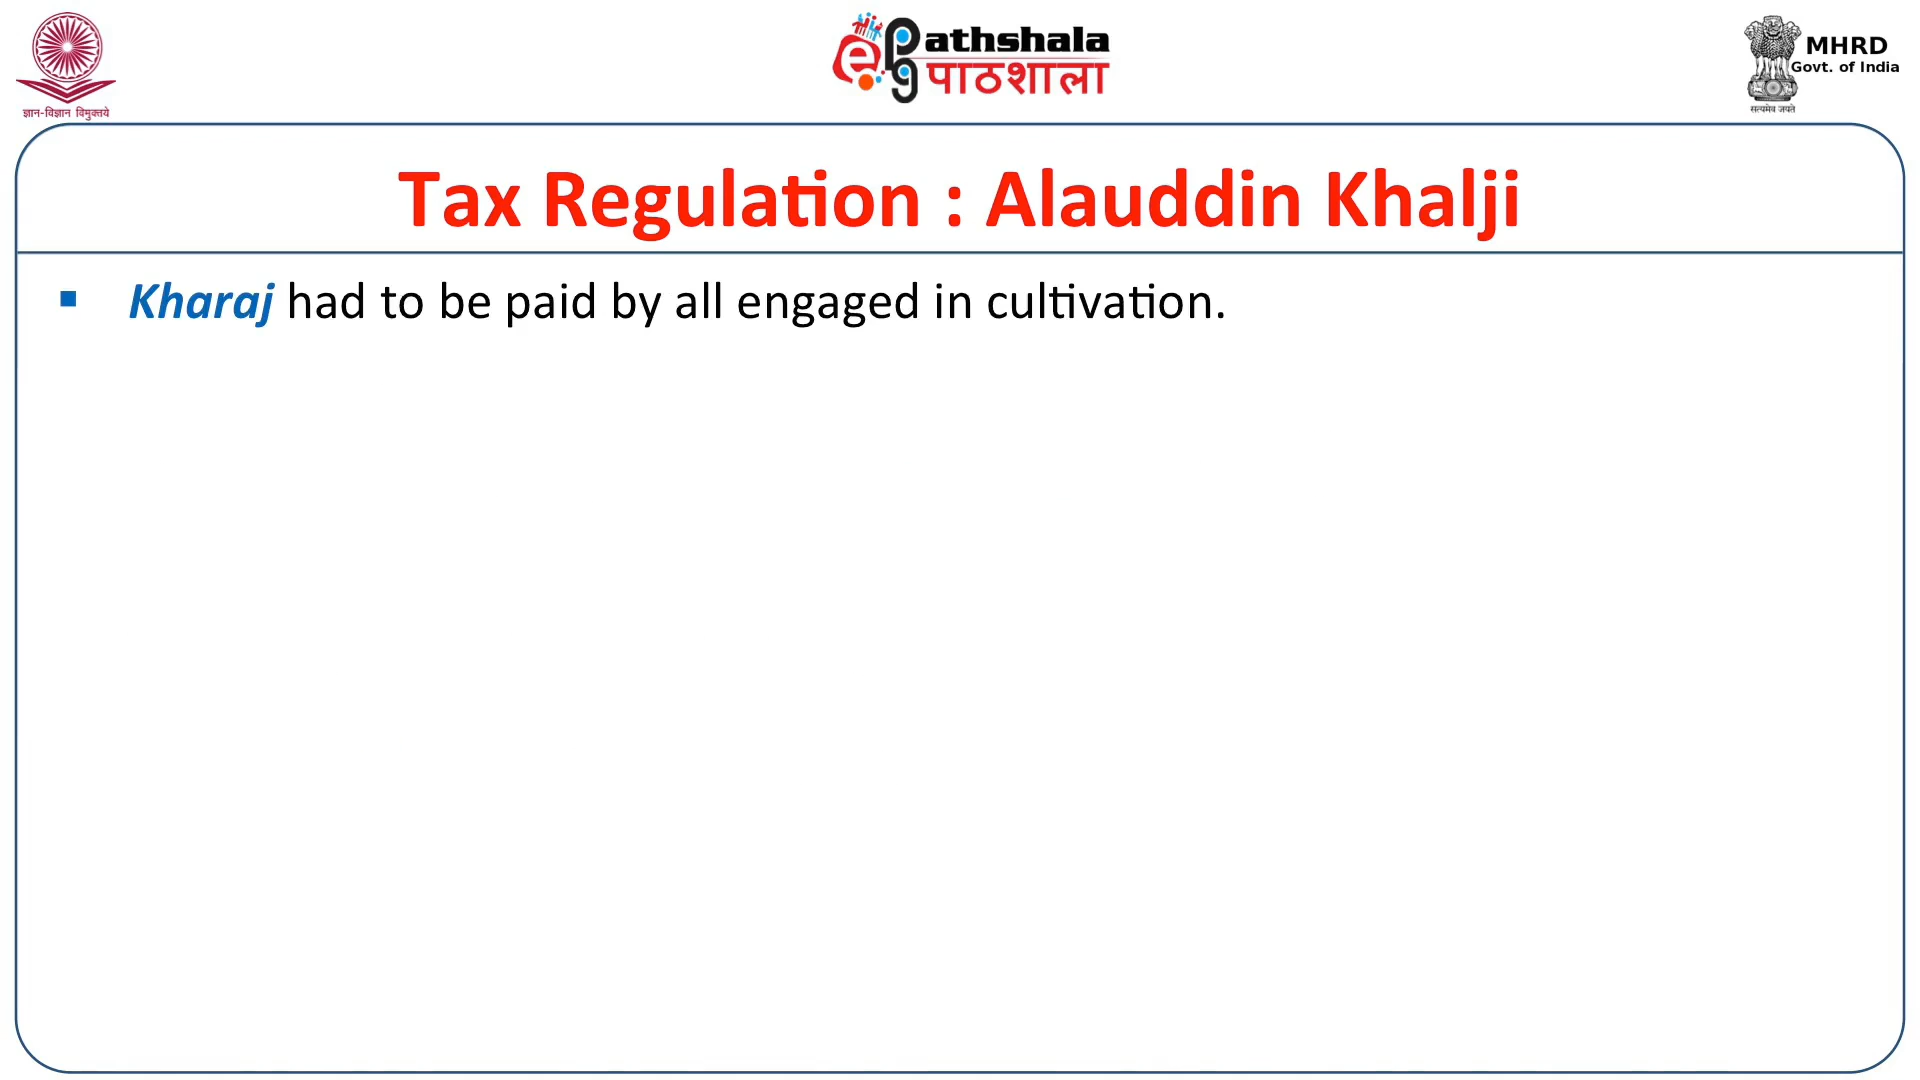 ज्ञान-विज्ञान विमुक्तये
e
pg
athshala
पाठशाला
MHRD
Govt. of India
सत्यमेव जयते
Tax Regulation : Alauddin Khalji
▪ Kharaj had to be paid by all engaged in cultivation.